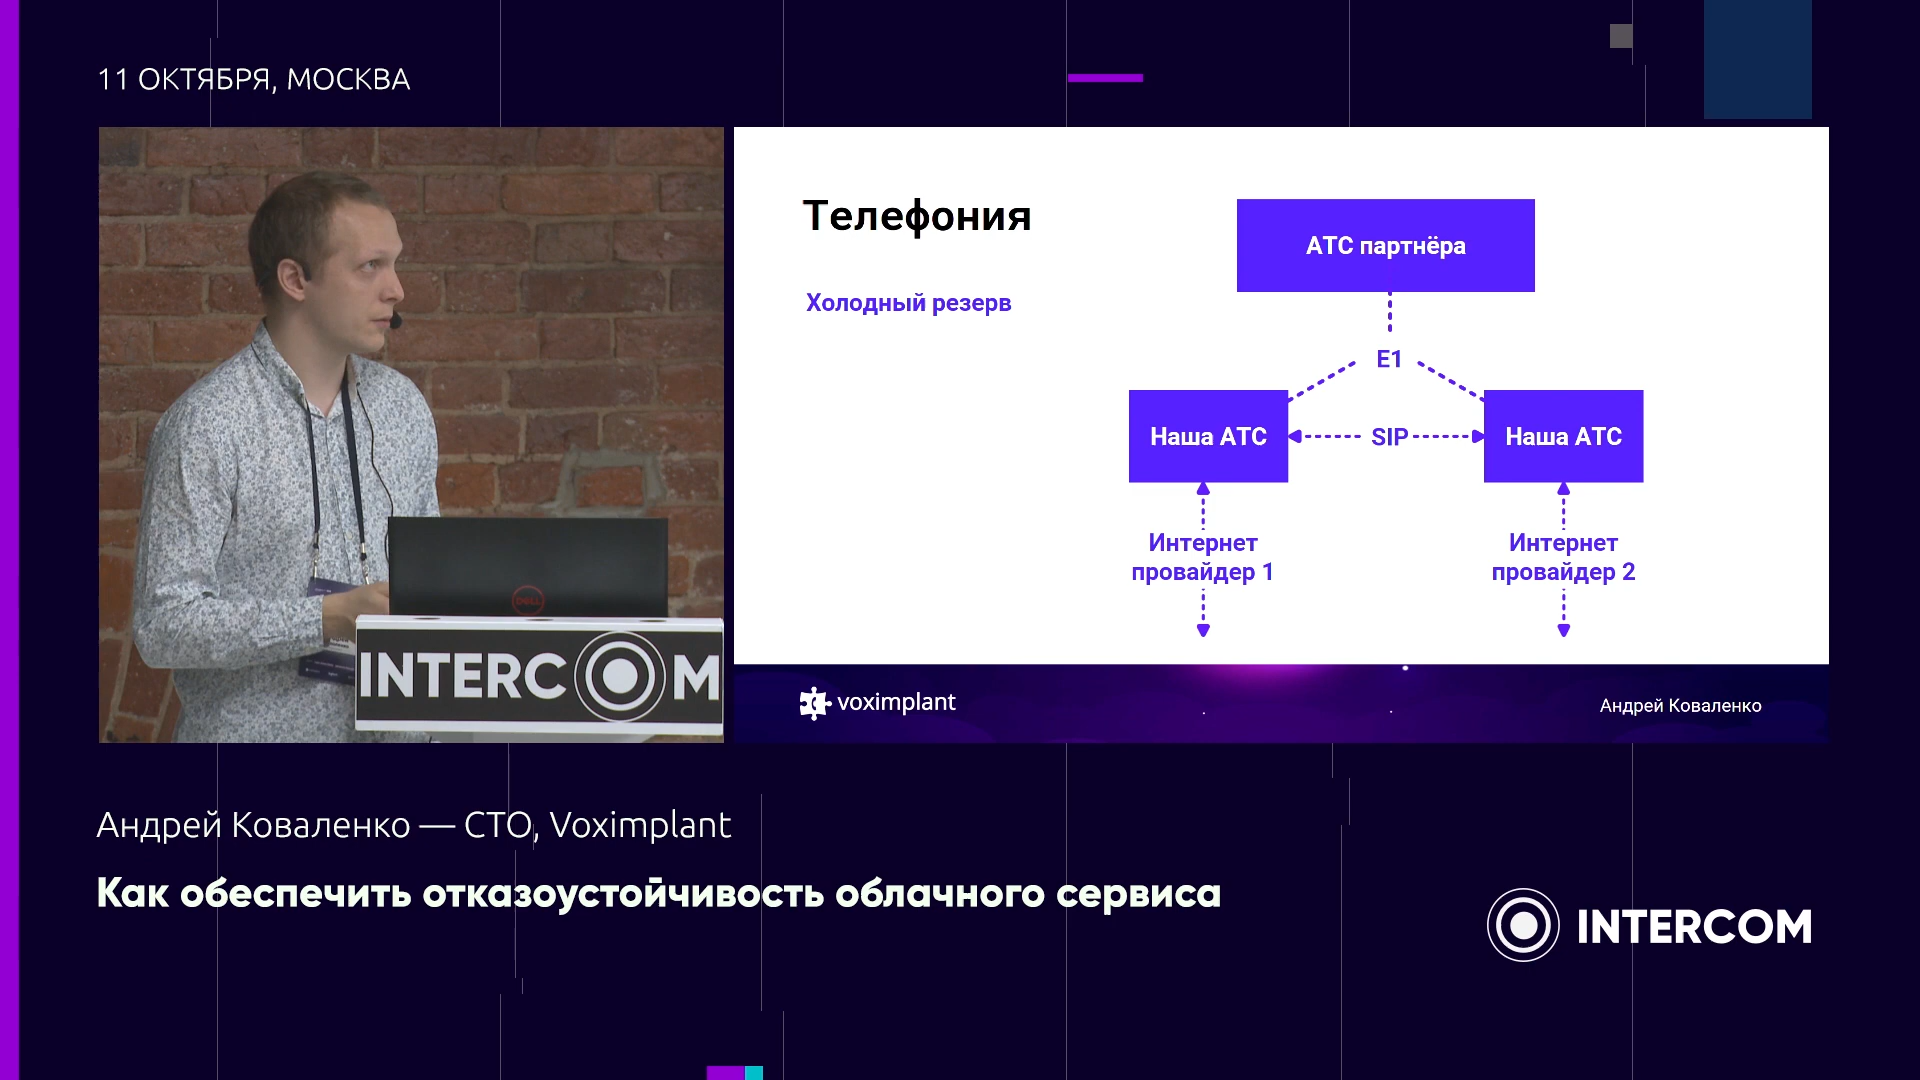 11 ОКТЯБРЯ, МОСКВА
Телефония
Холодный резерв
АТС партнёра
E1
Наша АТС
SIP
Наша АТС
Интернет
провайдер 1
Интернет
провайдер 2
DELL
INTERCOM
voximplant
Андрей Коваленко
Андрей Коваленко — CTO, Voximplant
Как обеспечить отказоустойчивость облачного сервиса
INTERCOM